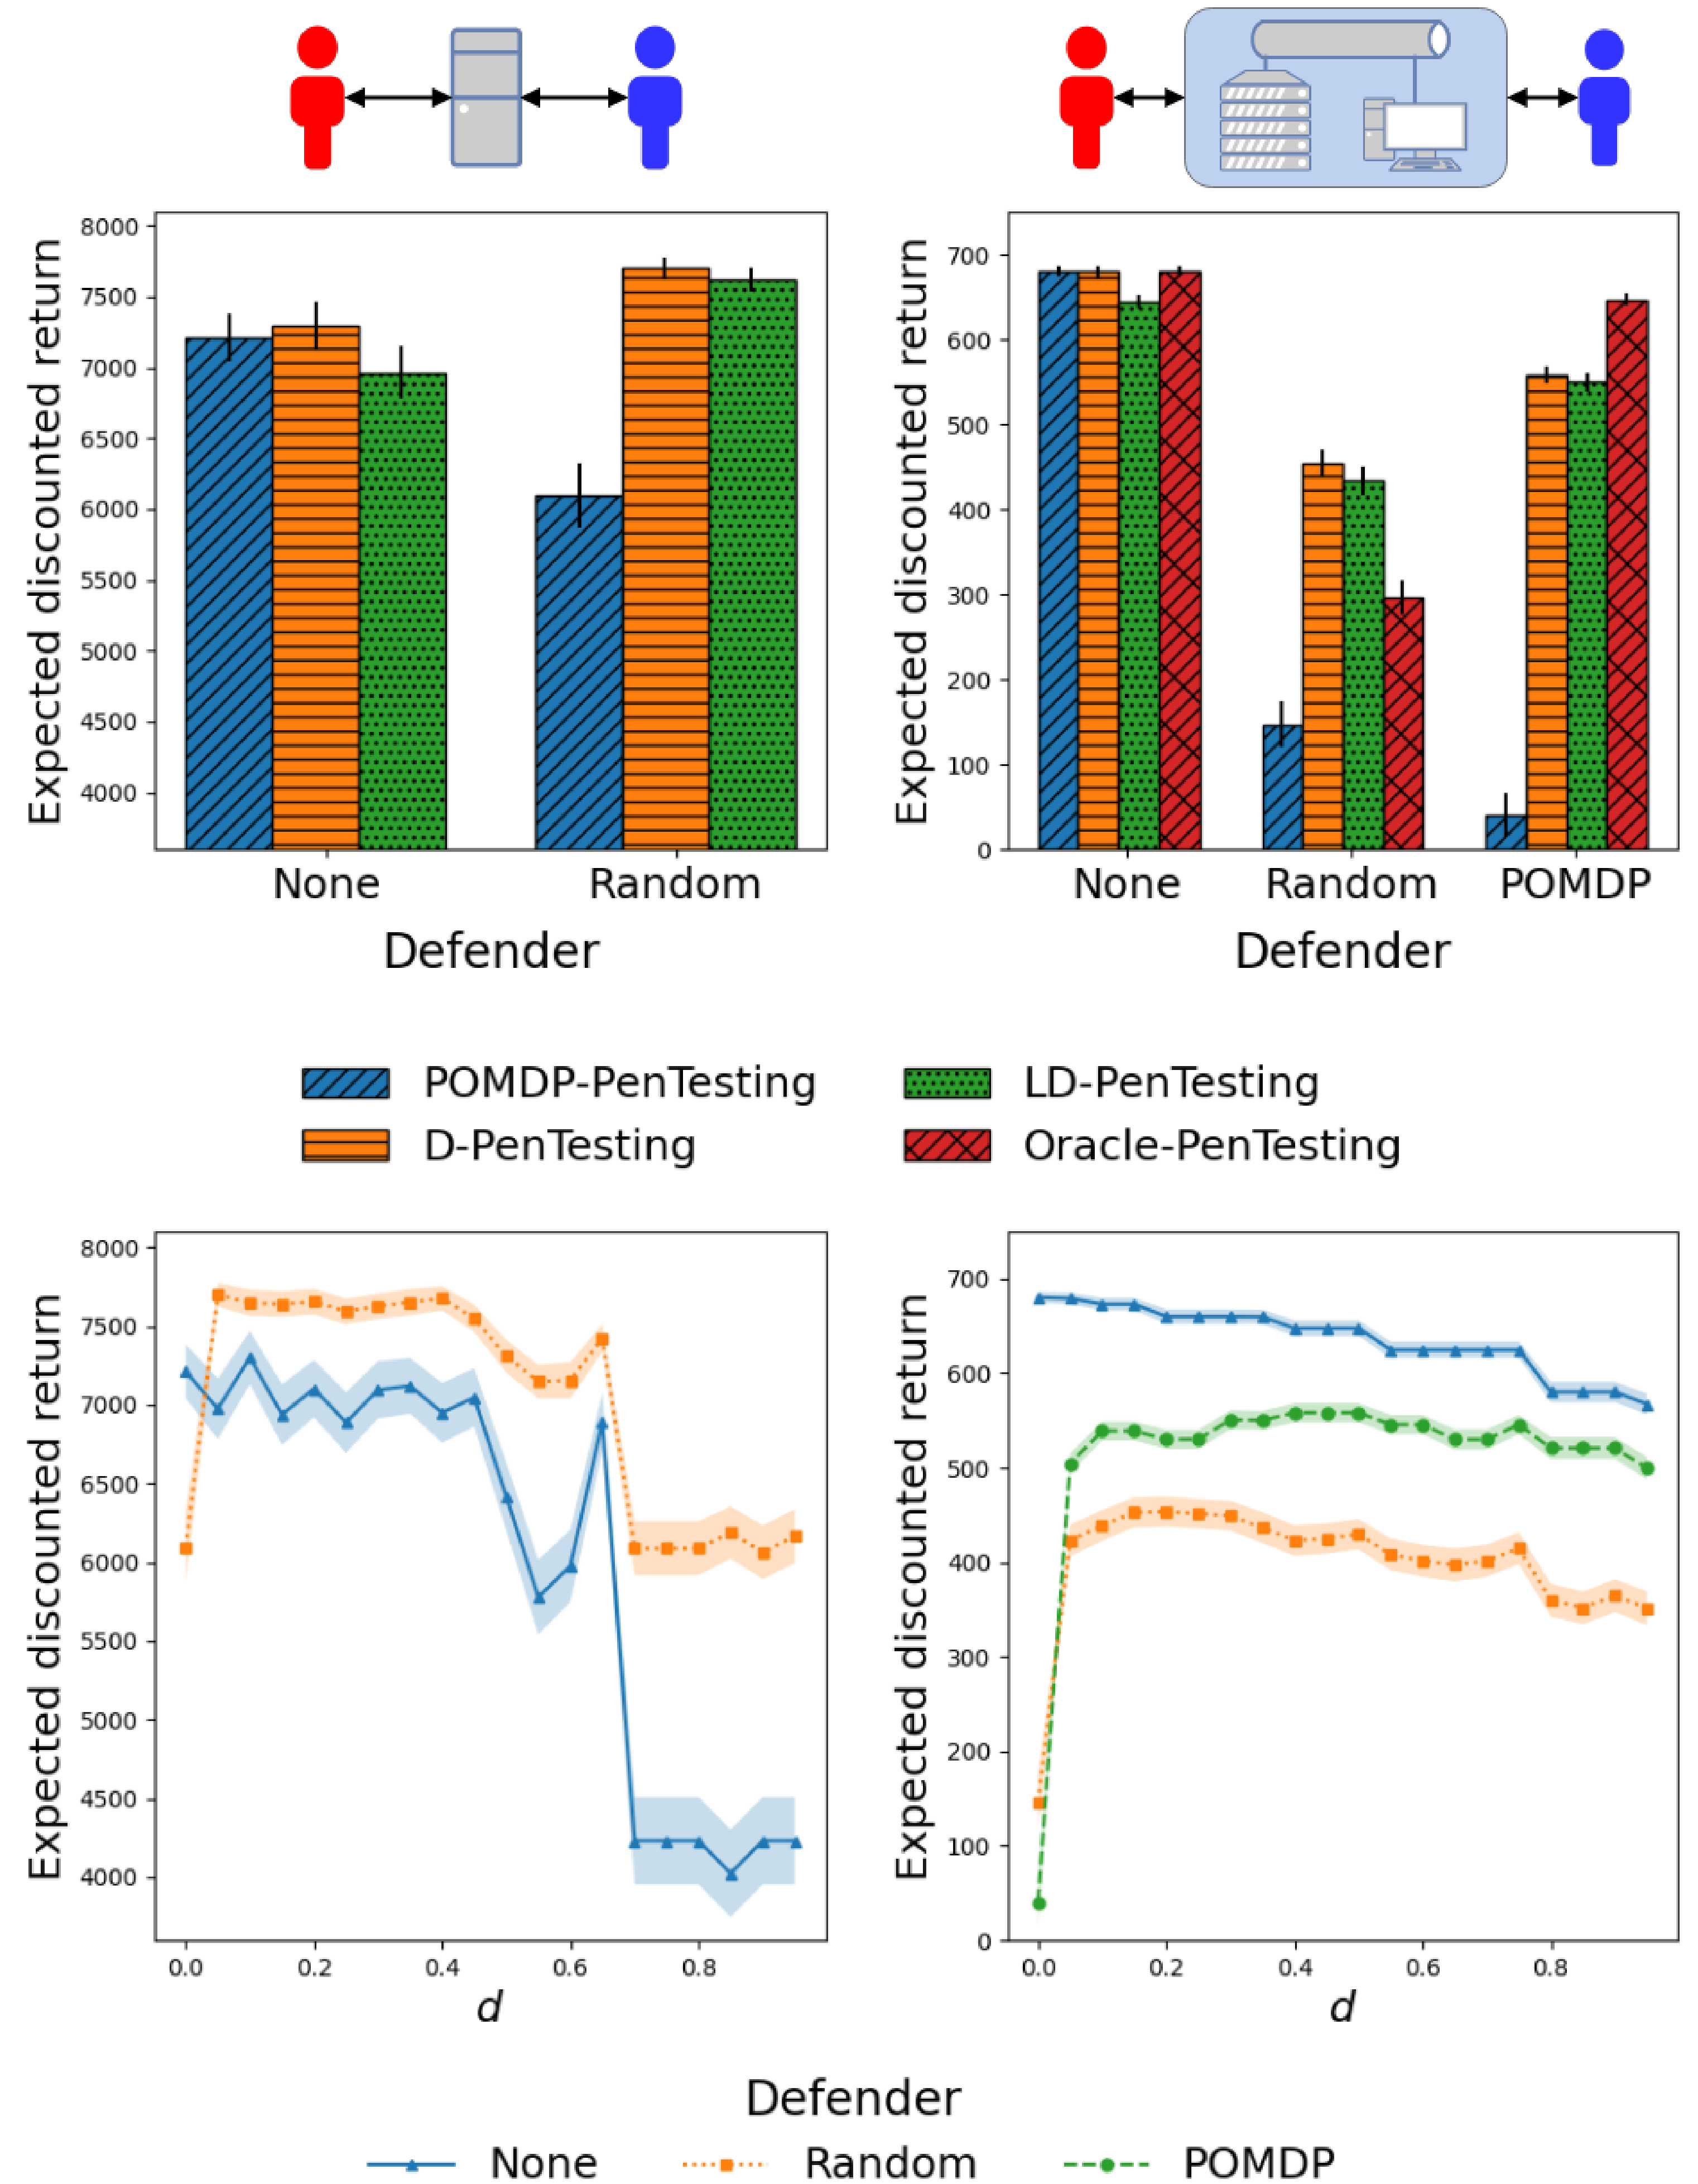 Expected discounted return
8000
7500
7000
6500
6000
5500
5000
4500
4000
None Random
Defender
Expected discounted return
700
600
500
400
300
200
100
0
None Random POMDP
Defender
POMDP-PenTesting
D-PenTesting
LD-PenTesting
Oracle-PenTesting
Expected discounted return
8000
7500
7000
6500
6000
5500
5000
4500
4000
0.0 0.2 0.4 0.6 0.8
d
Expected discounted return
700
600
500
400
300
200
100
0
0.0 0.2 0.4 0.6 0.8
d
Defender
None Random POMDP